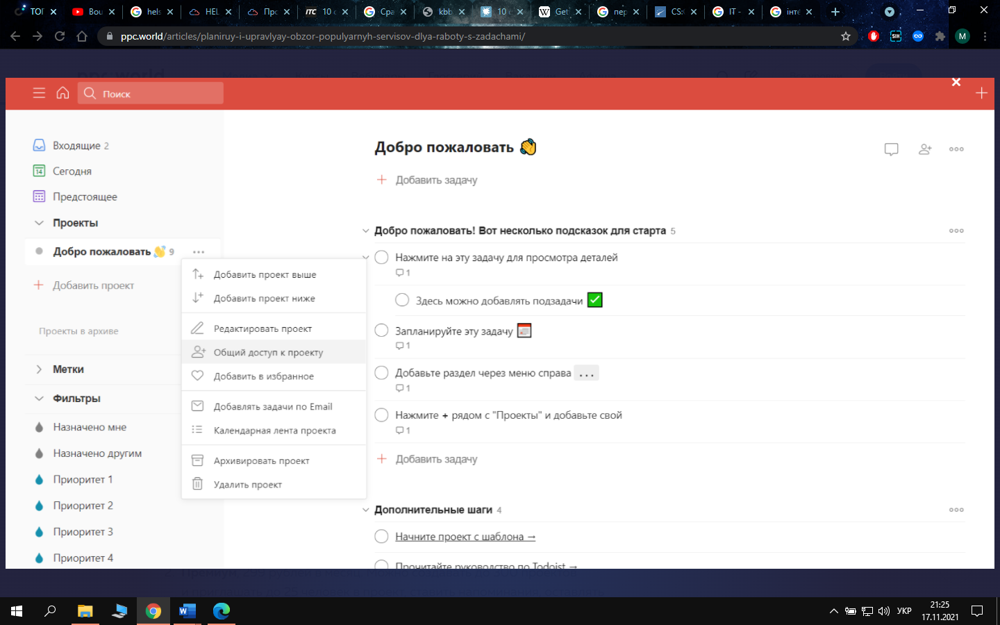 ТОП
Bou
hels
HEL
Про
ITC
10 с
Сра
kbb
10 с
Get
W
пер
CS:
IT -
інте
ppc.world/articles/planiruy-i-upravlyay-obzor-populyarnyh-servisov-dlya-raboty-s-zadachami/
SIH
M
Поиск
Входящие 2
14 Сегодня
Предстоящее
Проекты
Добро пожаловать 9
Добавить проект
Проекты в архиве
Метки
Фильтры
Назначено мне
Назначено другим
Приоритет 1
Приоритет 2
Приоритет 3
Приоритет 4
Добавить проект выше
Добавить проект ниже
Редактировать проект
Общий доступ к проекту
Добавить в избранное
Добавлять задачи по Email
Календарная лента проекта
Архивировать проект
Удалить проект
Добро пожаловать
Добавить задачу
Добро пожаловать! Вот несколько подсказок для старта 5
Нажмите на эту задачу для просмотра деталей
1
Здесь можно добавлять подзадачи
Запланируйте эту задачу
1
Добавьте раздел через меню справа ...
1
Нажмите + рядом с "Проекты" и добавьте свой
1
Добавить задачу
Дополнительные шаги 4
Начните проект с шаблона →
Прочитайте руководство по Todoist →
УКР
21:25
17.11.2021